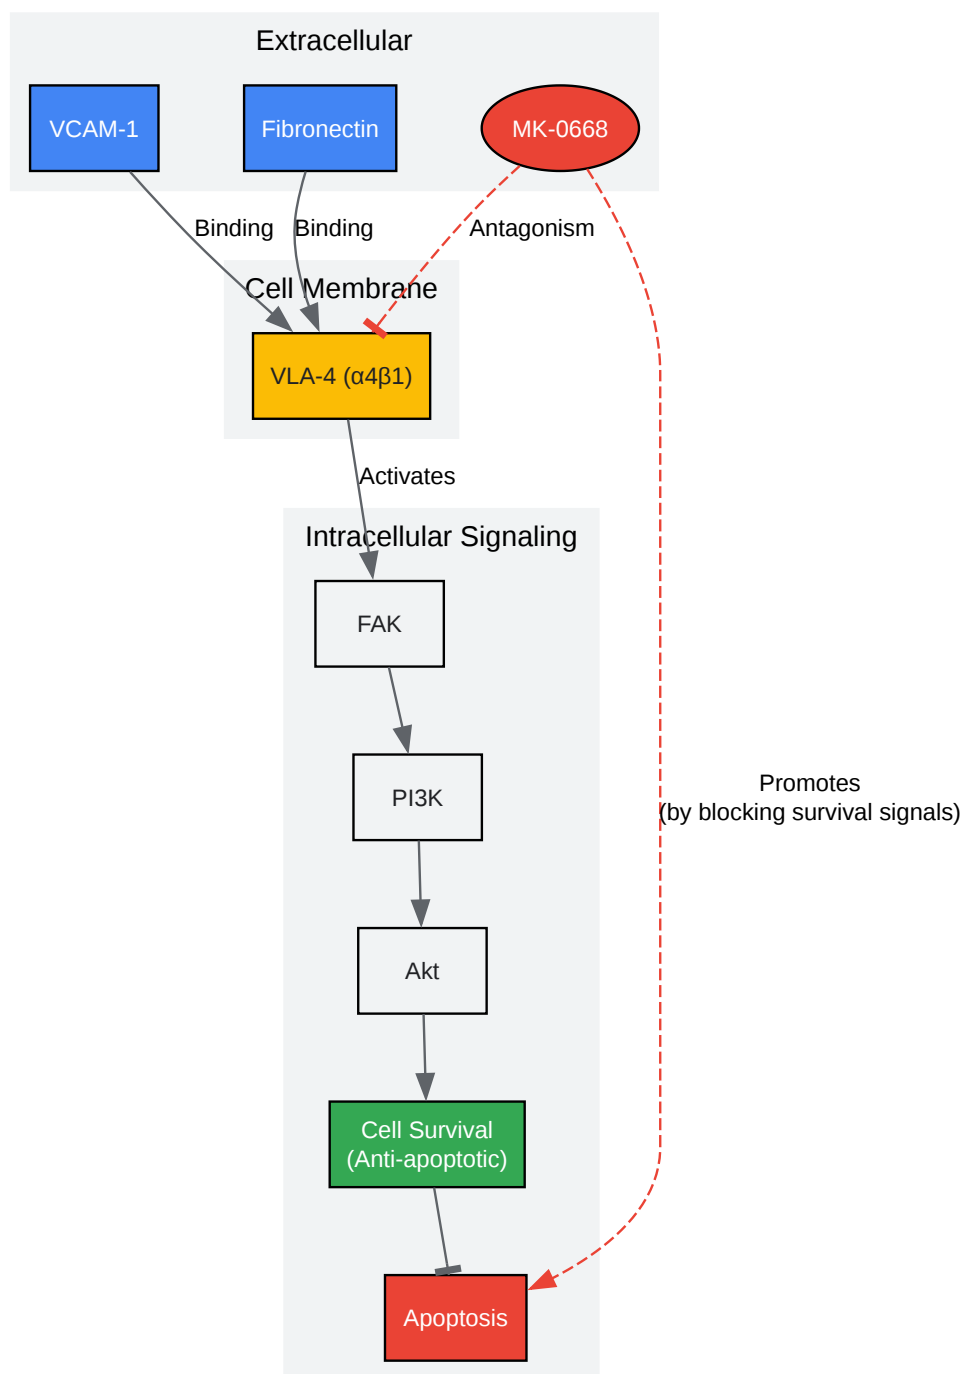 Extracellular
VCAM-1
Fibronectin
MK-0668
Binding
Binding
Antagonism
Cell Membrane
VLA-4 (α4β1)
Activates
Intracellular Signaling
FAK
PI3K
Promotes
(by blocking survival signals)
Akt
Cell Survival
(Anti-apoptotic)
Apoptosis